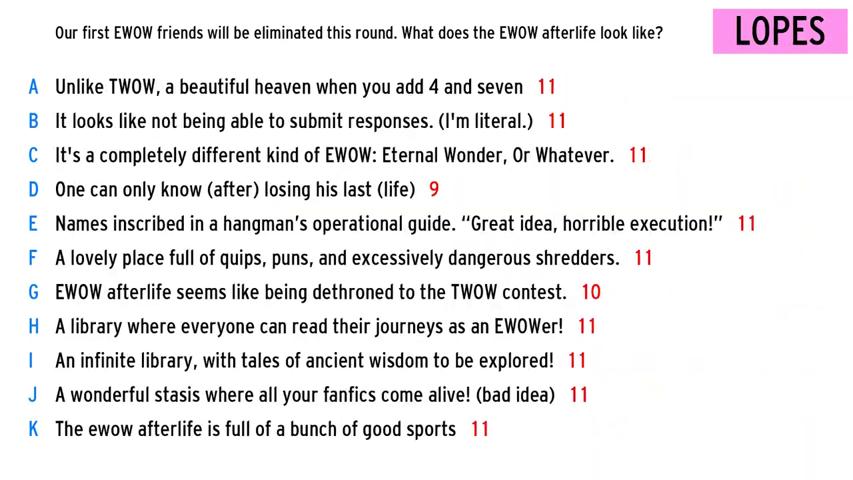 Our first EWOW friends will be eliminated this round. What does the EWOW afterlife look like?
LOPES
A Unlike TWOW, a beautiful heaven when you add 4 and seven 11
B It looks like not being able to submit responses. (I'm literal.) 11
C It's a completely different kind of EWOW: Eternal Wonder, Or Whatever. 11
D One can only know (after) losing his last (life) 9
E Names inscribed in a hangman’s operational guide. “Great idea, horrible execution!” 11
F A lovely place full of quips, puns, and excessively dangerous shredders. 11
G EWOW afterlife seems like being dethroned to the TWOW contest. 10
H A library where everyone can read their journeys as an EWOWer! 11
I An infinite library, with tales of ancient wisdom to be explored! 11
J A wonderful stasis where all your fanfics come alive! (bad idea) 11
K The ewow afterlife is full of a bunch of good sports 11